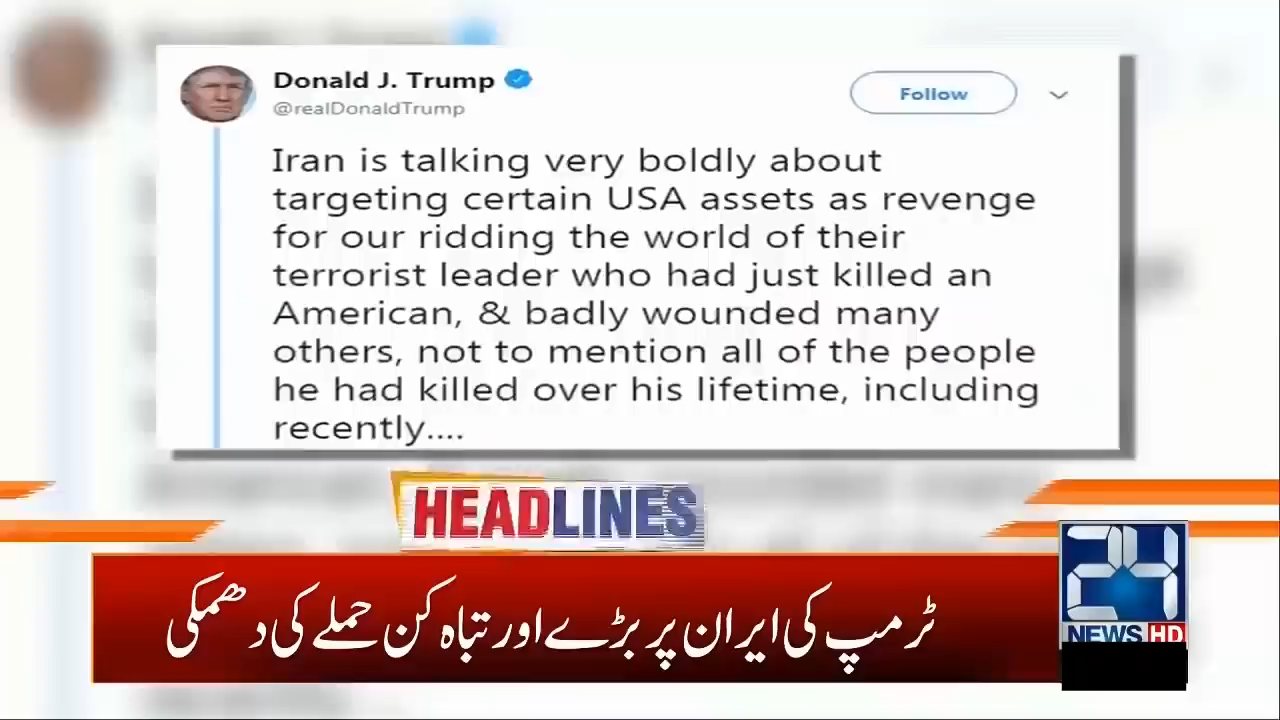 Donald J. Trump
@realDonaldTrump
Follow
Iran is talking very boldly about
targeting certain USA assets as revenge
for our ridding the world of their
terrorist leader who had just killed an
American, & badly wounded many
others, not to mention all of the people
he had killed over his lifetime, including
recently....
HEADLINES
ٹرمپ کی ایران پر بڑے اور تباہ کن حملے کی دھمکی
24
NEWS HD